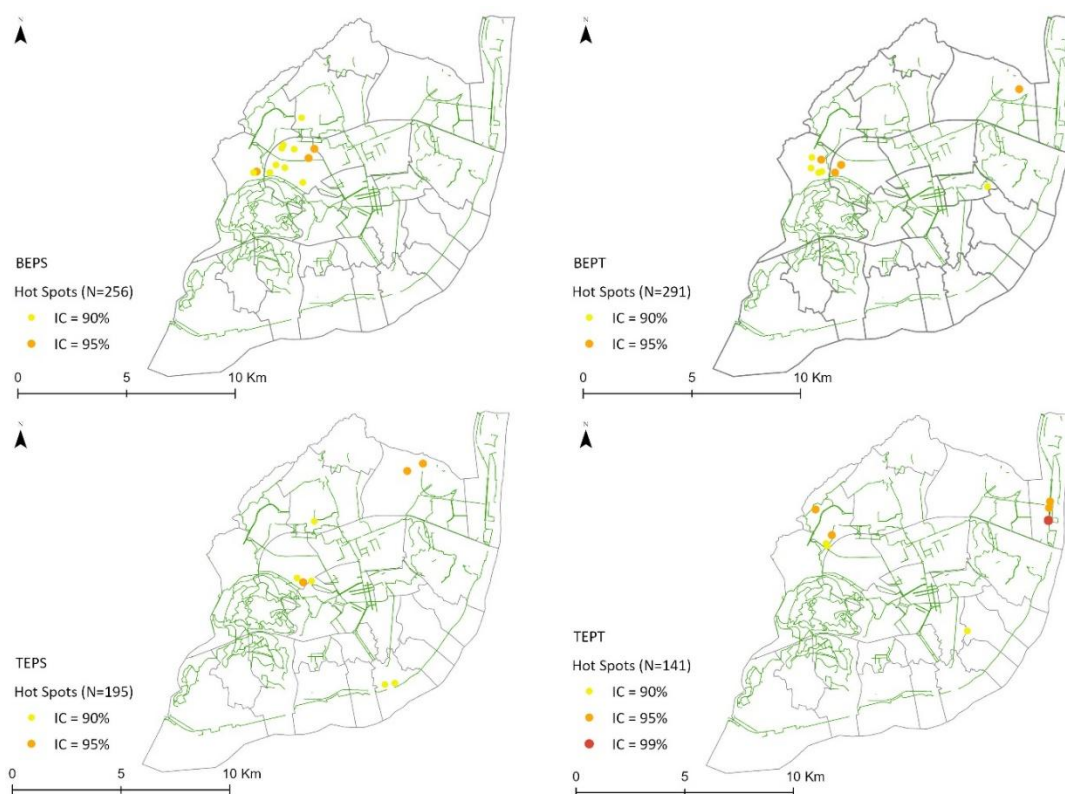 N
BEPS
Hot Spots (N=256)
IC = 90%
IC = 95%
0 5 10 Km
N
BEPT
Hot Spots (N=291)
IC = 90%
IC = 95%
0 5 10 Km
N
TEPS
Hot Spots (N=195)
IC = 90%
IC = 95%
0 5 10 Km
N
TEPT
Hot Spots (N=141)
IC = 90%
IC = 95%
IC = 99%
0 5 10 Km